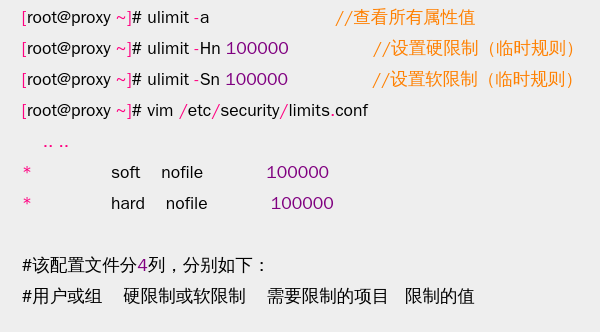 [root@proxy ~]# ulimit -a //查看所有属性值
[root@proxy ~]# ulimit -Hn 100000 //设置硬限制（临时规则）
[root@proxy ~]# ulimit -Sn 100000 //设置软限制（临时规则）
[root@proxy ~]# vim /etc/security/limits.conf
.. ..
* soft nofile 100000
* hard nofile 100000
#该配置文件分4列，分别如下：
#用户或组 硬限制或软限制 需要限制的项目 限制的值